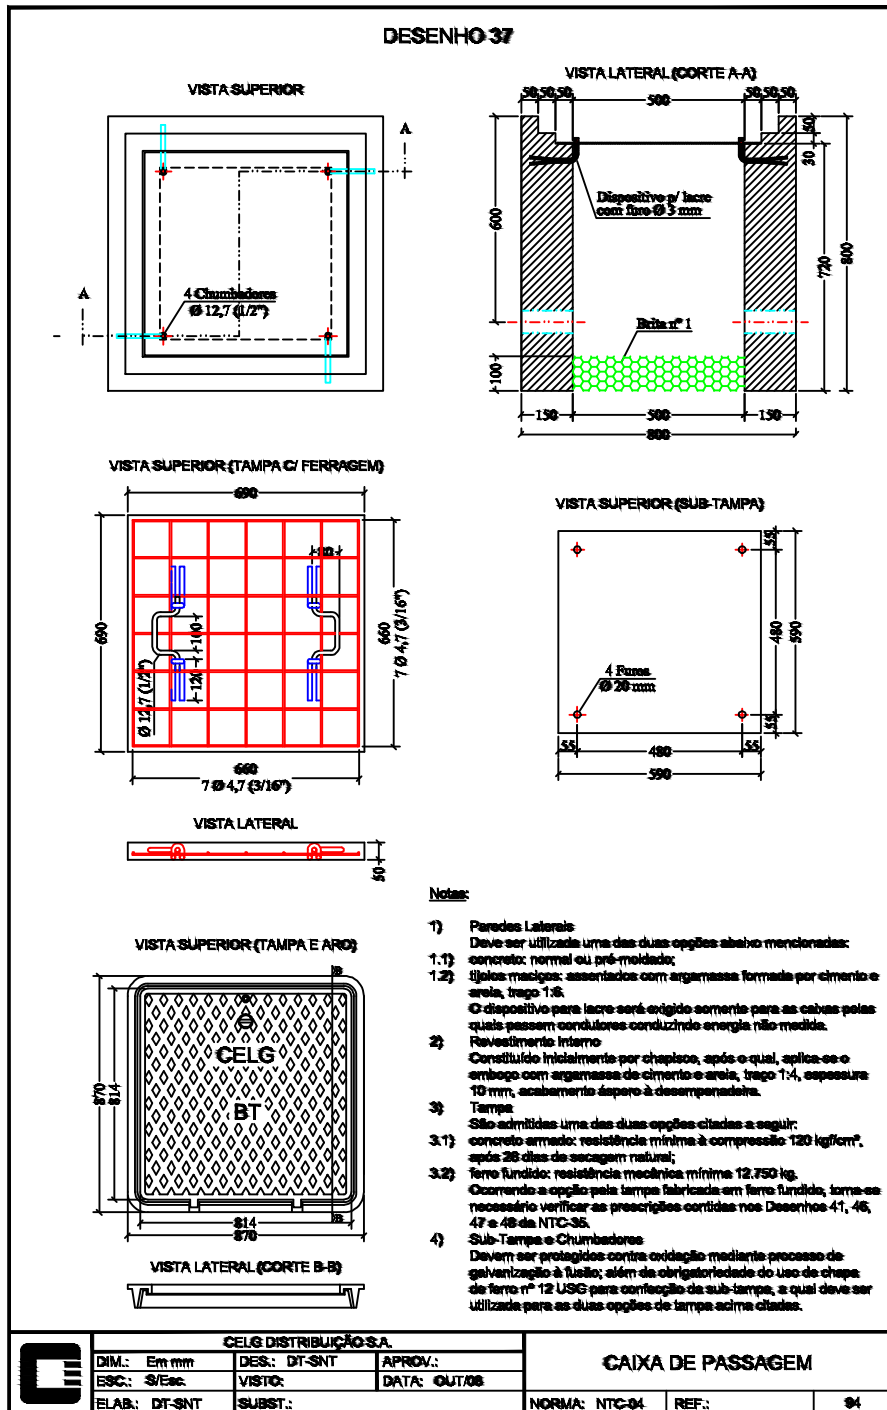 DESENHO 37
VISTA SUPERIOR
A
A
4 Chumbadores
Ø 12,7 (1/2")
VISTA LATERAL (CORTE A-A)
50 50 50
500
50 50 50
50
30
600
Dispositivo p/ lacre
com furo Ø 3 mm
720
800
Brita nº 1
100
150
500
150
800
VISTA SUPERIOR (TAMPA C/ FERRAGEM)
690
690
100
120
Ø 12,7 (1/2")
660
7 Ø 4,7 (3/16")
660
7 Ø 4,7 (3/16")
VISTA SUPERIOR (SUB-TAMPA)
55
480
590
55
4 Furos
Ø 20 mm
55
480
55
590
VISTA LATERAL
50
VISTA SUPERIOR (TAMPA E ARO)
B
870
814
CELG
BT
B
814
870
VISTA LATERAL (CORTE B-B)
Notas:
1) Paredes Laterais
Deve ser utilizada uma das duas opções abaixo mencionadas:
1.1) concreto: normal ou pré-moldado;
1.2) tijolos maciços: assentados com argamassa formada por cimento e
areia, traço 1:6.
O dispositivo para lacre será exigido somente para as caixas pelas
quais passem condutores conduzindo energia não medida.
2) Revestimento Interno
Constituído inicialmente por chapisco, após o qual, aplica-se o
emboço com argamassa de cimento e areia, traço 1:4, espessura
10 mm, acabamento áspero à desempenadeira.
3) Tampa
São admitidas uma das duas opções citadas a seguir:
3.1) concreto armado: resistência mínima à compressão 120 kgf/cm²,
após 28 dias de secagem natural;
3.2) ferro fundido: resistência mecânica mínima 12.750 kg.
Ocorrendo a opção pela tampa fabricada em ferro fundido, torna-se
necessário verificar as prescrições contidas nos Desenhos 41, 46,
47 e 48 da NTC-35.
4) Sub-Tampa e Chumbadores
Devem ser protegidos contra oxidação mediante processo de
galvanização à fusão; além da obrigatoriedade do uso de chapa
de ferro nº 12 USG para confecção da sub-tampa, a qual deve ser
utilizada para as duas opções de tampa acima citadas.
CELG DISTRIBUIÇÃO S.A.
DIM.: Em mm
DES.: DT-SNT
APROV.:
CAIXA DE PASSAGEM
ESC.: S/Esc.
VISTO:
DATA: OUT/08
ELAB.: DT-SNT
SUBST.:
NORMA: NTC-04
REF.:
94